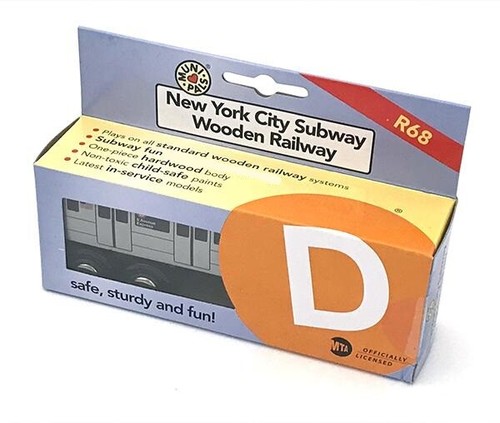 MUNI
PALS
New York City Subway
Wooden Railway
R68
• Plays on all standard wooden railway systems
• Subway fun
• One-piece hardwood body
• Non-toxic child-safe paints
• Latest in-service models
®
D
safe, sturdy and fun!
MTA
OFFICIALLY
LICENSED